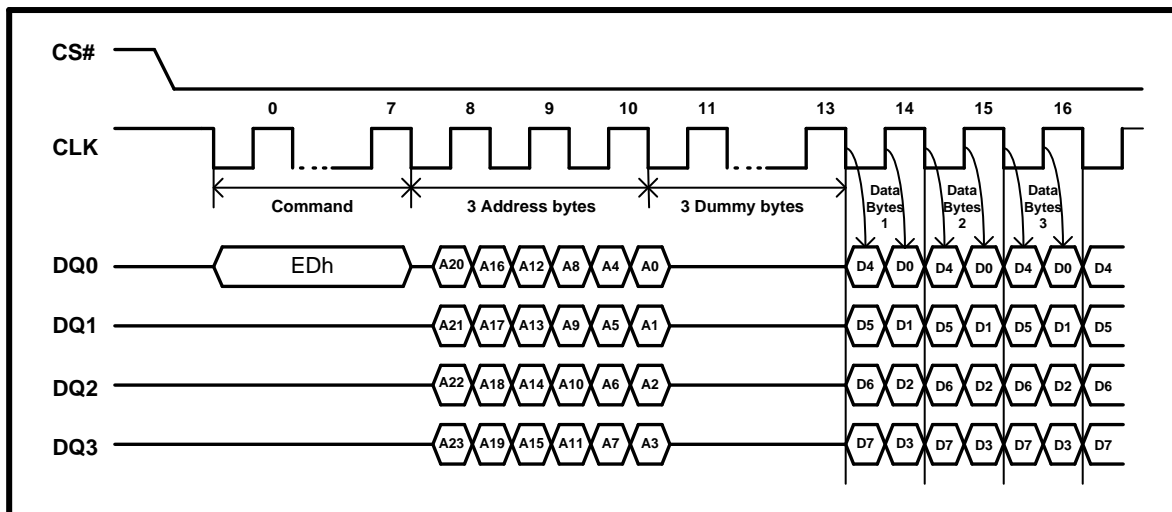 CS#
0 7 8 9 10 11 13 14 15 16
CLK
Command 3 Address bytes 3 Dummy bytes
Data Bytes 1 Data Bytes 2 Data Bytes 3
DQ0 EDh A20 A16 A12 A8 A4 A0 D4 D0 D4 D0 D4 D0 D4
DQ1 A21 A17 A13 A9 A5 A1 D5 D1 D5 D1 D5 D1 D5
DQ2 A22 A18 A14 A10 A6 A2 D6 D2 D6 D2 D6 D2 D6
DQ3 A23 A19 A15 A11 A7 A3 D7 D3 D7 D3 D7 D3 D7